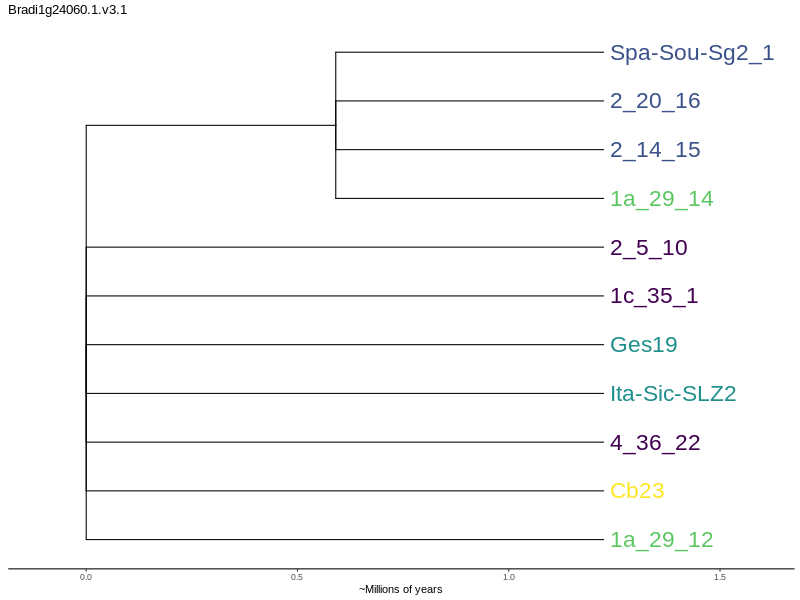 Bradi1g24060.1.v3.1
Spa-Sou-Sg2_1
2_20_16
2_14_15
1a_29_14
2_5_10
1c_35_1
Ges19
Ita-Sic-SLZ2
4_36_22
Cb23
1a_29_12
0.0 0.5 1.0 1.5
~Millions of years